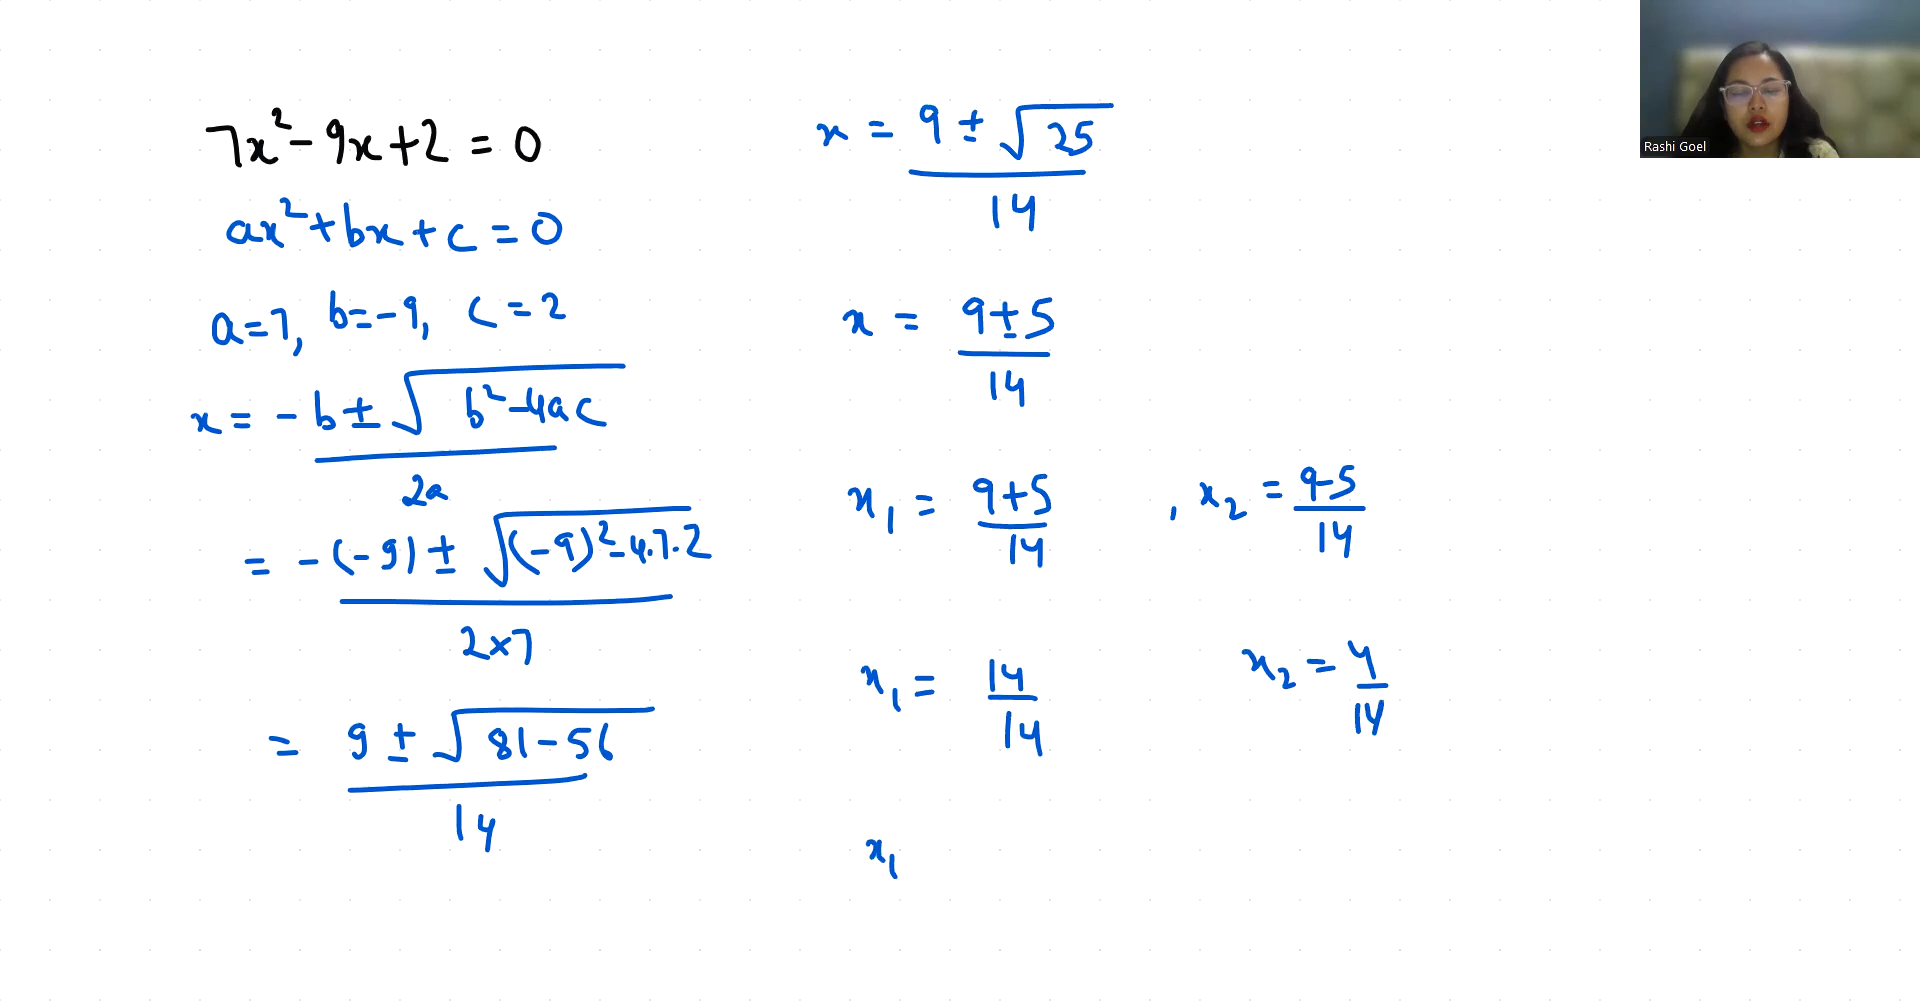 7x² - 9x + 2 = 0
ax² + bx + c = 0
a = 7, b = -9, c = 2
x = -b ± √(b² - 4ac) / 2a
= -(-9) ± √((-9)² - 4.7.2) / 2×7
= 9 ± √(81 - 56) / 14
x = 9 ± √25 / 14
x = 9 ± 5 / 14
x₁ = 9+5 / 14 , x₂ = 9-5 / 14
x₁ = 14 / 14 x₂ = 4 / 14
x₁
Rashi Goel